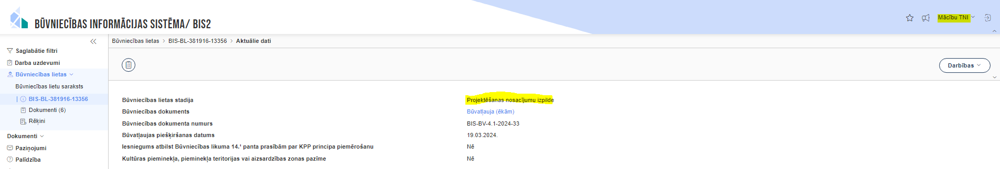 BŪVNIECĪBAS INFORMĀCIJAS SISTĒMA/ BIS2
Mācību TNI
Būvniecības lietas > BIS-BL-381916-13356 > Aktuālie dati
Saglabātie filtri
Darba uzdevumi
Būvniecības lietas
Būvniecības lietu saraksts
BIS-BL-381916-13356
Dokumenti (6)
Rēķini
Dokumenti
Paziņojumi
Palīdzība
Darbības
Būvniecības lietas stadija Projektēšanas nosacījumu izpilde
Būvniecības dokuments Būvatļauja (ēkām)
Būvniecības dokumenta numurs BIS-BV-4.1-2024-33
Būvatļaujas piešķiršanas datums 19.03.2024.
Iesniegums atbilst Būvniecības likuma 14.¹ panta prasībām par KPP principa piemērošanu Nē
Kultūras pieminekļa, pieminekļa teritorijas vai aizsardzības zonas pazīme Nē